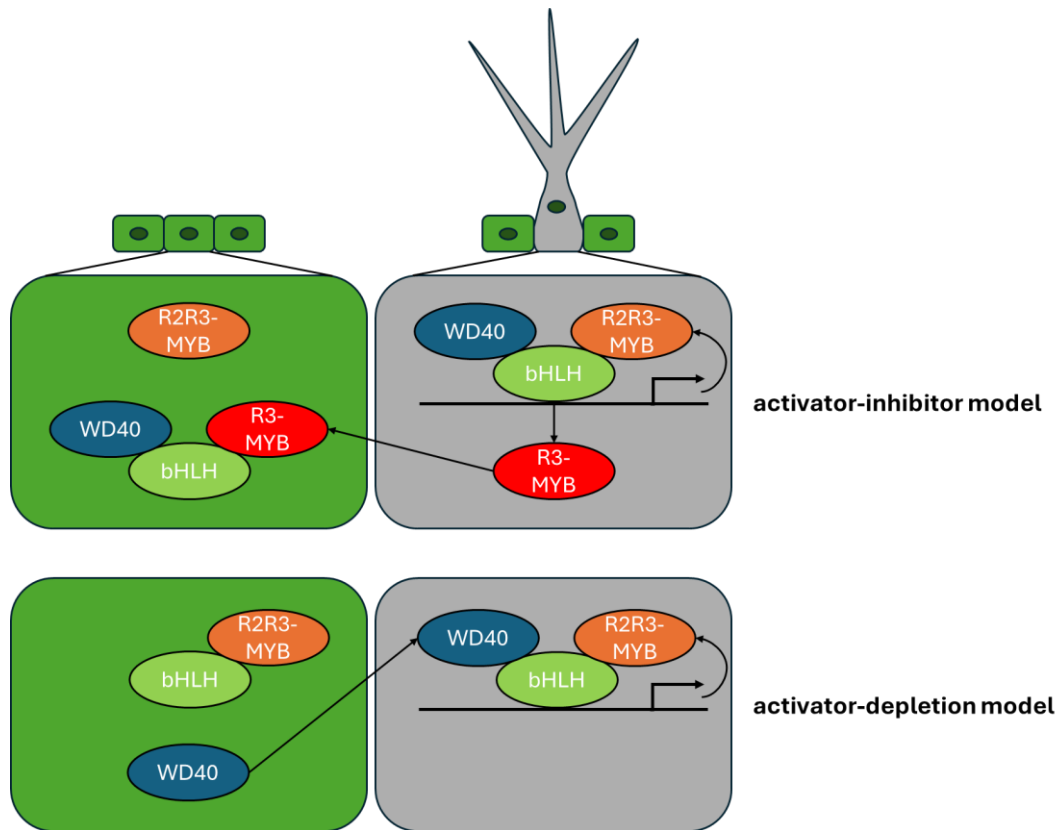 R2R3-
MYB
WD40
R3-
MYB
bHLH
WD40
R2R3-
MYB
bHLH
R3-
MYB
activator-inhibitor model
R2R3-
MYB
bHLH
WD40
WD40
R2R3-
MYB
bHLH
activator-depletion model